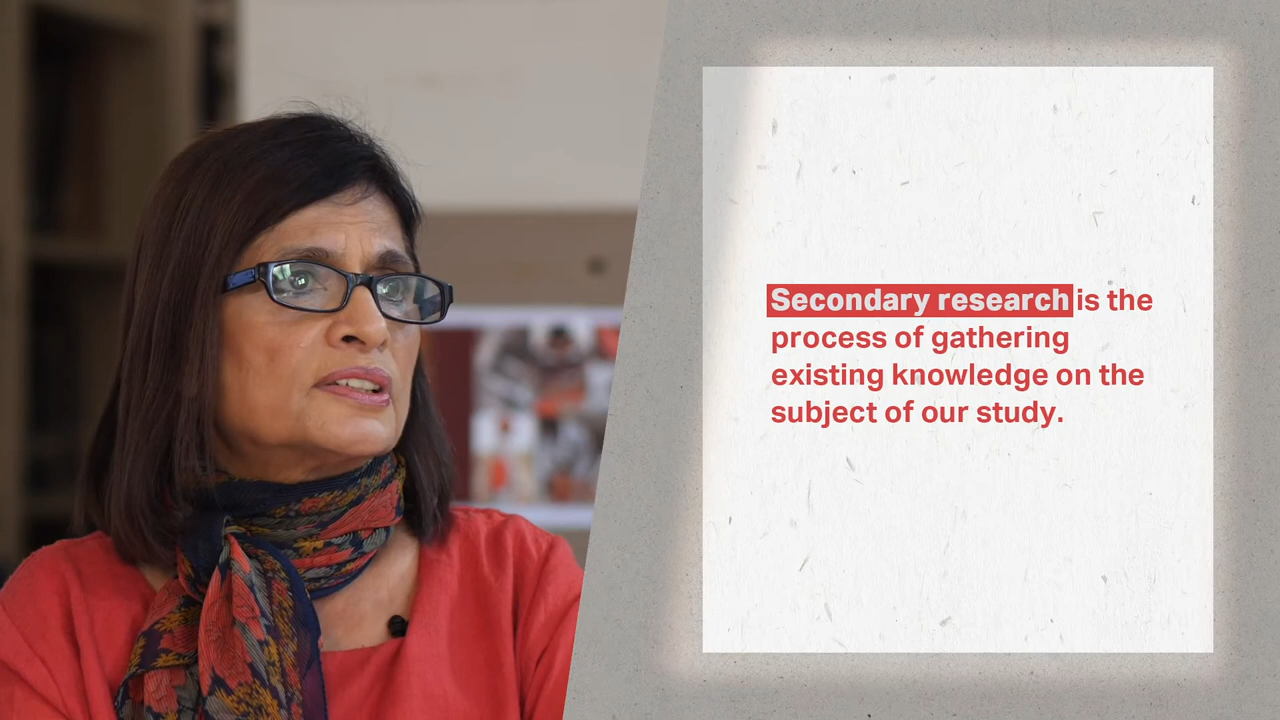 Secondary research is the
process of gathering
existing knowledge on the
subject of our study.